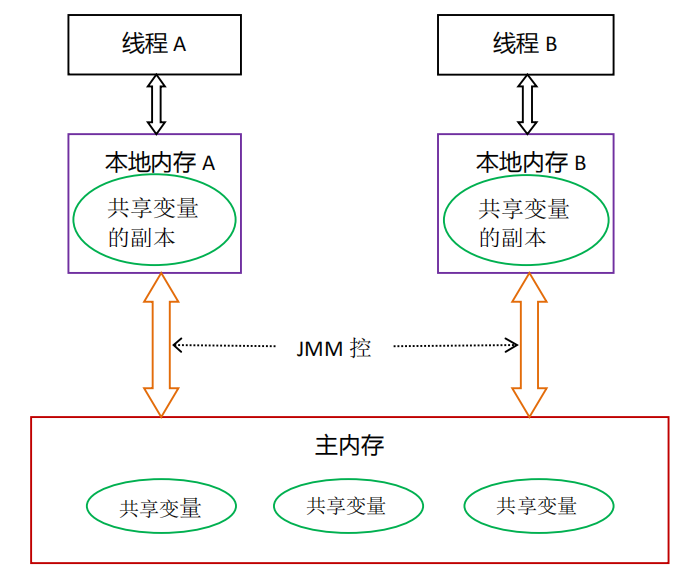 线程 A
线程 B
本地内存 A
共享变量
的副本
本地内存 B
共享变量
的副本
JMM 控
主内存
共享变量
共享变量
共享变量